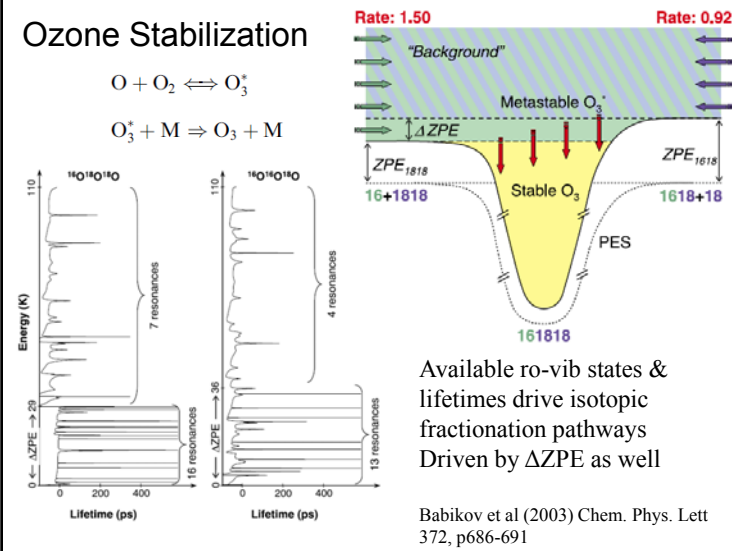 Ozone Stabilization
O + O₂ ⟺ O₃*
O₃* + M ⇒ O₃ + M
Rate: 1.50
Rate: 0.92
"Background"
Metastable O₃*
ΔZPE
ZPE₁₈₁₈
ZPE₁₆₁₈
Stable O₃
16+1818
1618+18
PES
161818
¹⁶O¹⁸O¹⁸O
¹⁶O¹⁶O¹⁸O
Energy (K)
110
7 resonances
29
16 resonances
0 ← ΔZPE →
0
200
400
Lifetime (ps)
110
4 resonances
36
13 resonances
0 ← ΔZPE →
0
200
400
Lifetime (ps)
Available ro-vib states &
lifetimes drive isotopic
fractionation pathways
Driven by ΔZPE as well
Babikov et al (2003) Chem. Phys. Lett
372, p686-691